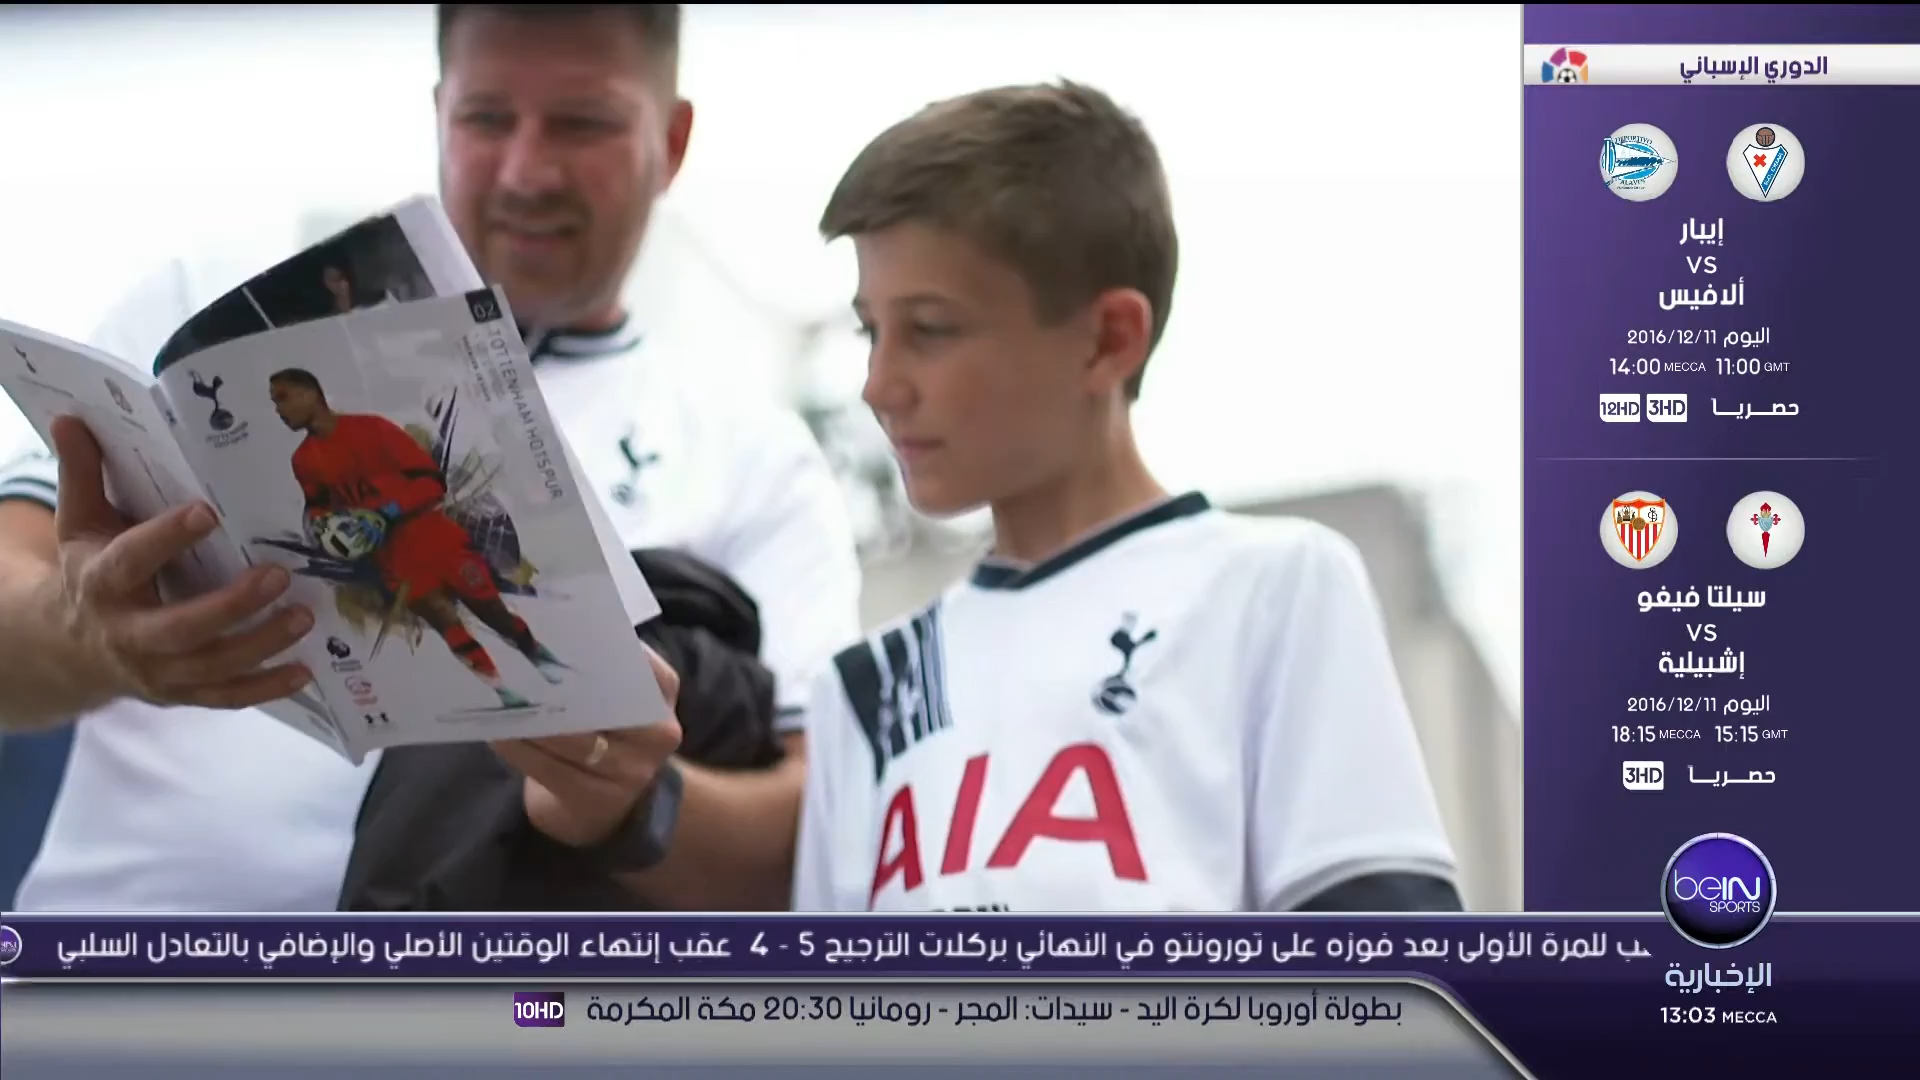 الدوري الإسباني
إيبار
VS
ألافيس
اليوم 2016/12/11
14:00 MECCA 11:00 GMT
12HD 3HD حصريا
سيلتا فيغو
VS
إشبيلية
اليوم 2016/12/11
18:15 MECCA 15:15 GMT
3HD حصريا
beIN
SPORTS
الإخبارية
13:03 MECCA
للمرة الأولى بعد فوزه على تورونتو في النهائي بركلات الترجيح 5 - 4 عقب إنتهاء الوقتين الأصلي والإضافي بالتعادل السلبي
بطولة أوروبا لكرة اليد - سيدات: المجر - رومانيا 20:30 مكة المكرمة 10HD
02
TOTTENHAM HOTSPUR
AIA
AIA